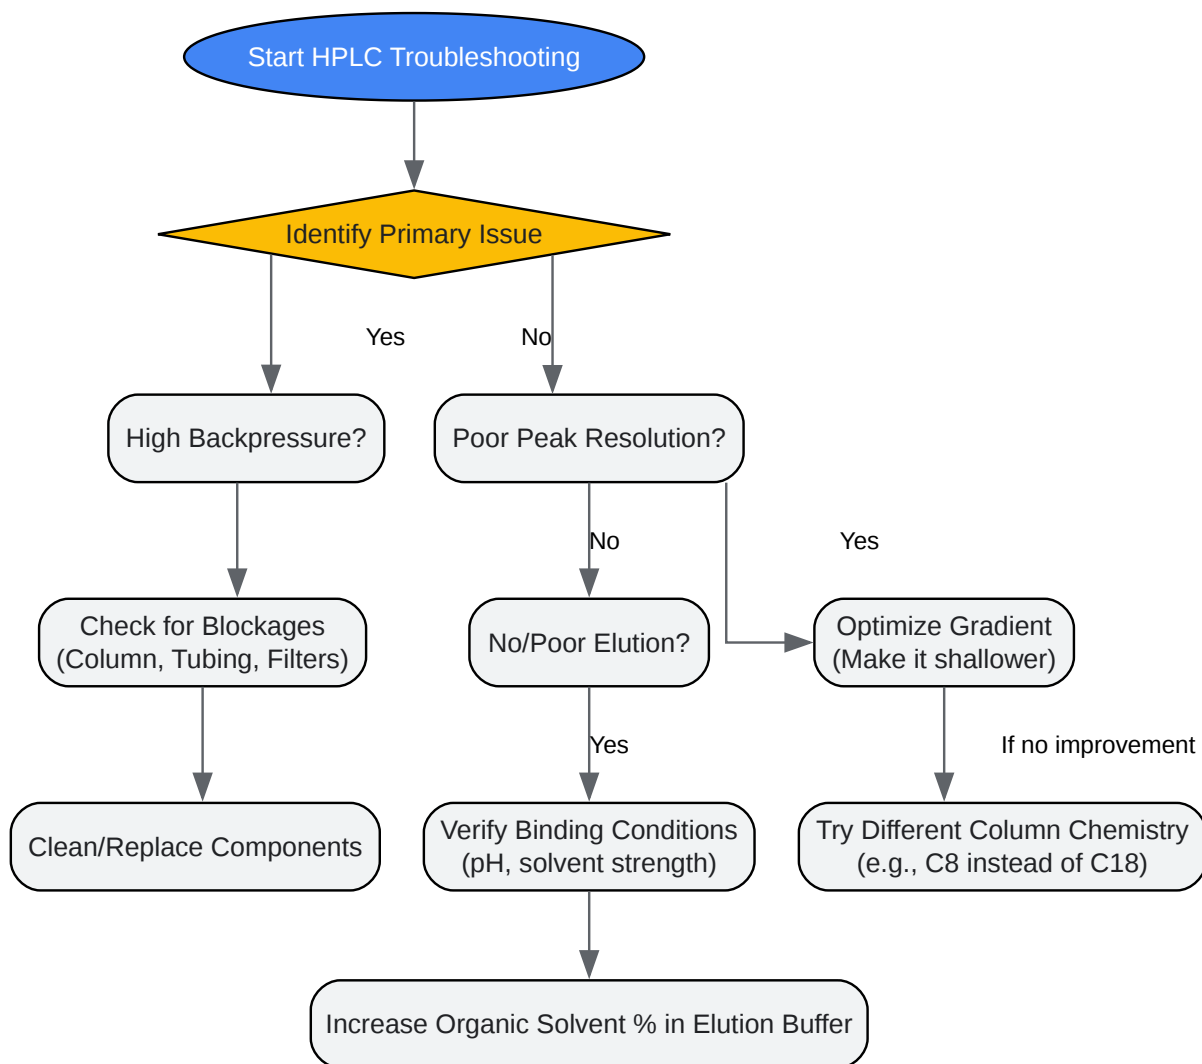 Start HPLC Troubleshooting
Identify Primary Issue
Yes
No
High Backpressure?
Poor Peak Resolution?
No
Yes
Check for Blockages
(Column, Tubing, Filters)
No/Poor Elution?
Optimize Gradient
(Make it shallower)
Yes
If no improvement
Clean/Replace Components
Verify Binding Conditions
(pH, solvent strength)
Try Different Column Chemistry
(e.g., C8 instead of C18)
Increase Organic Solvent % in Elution Buffer